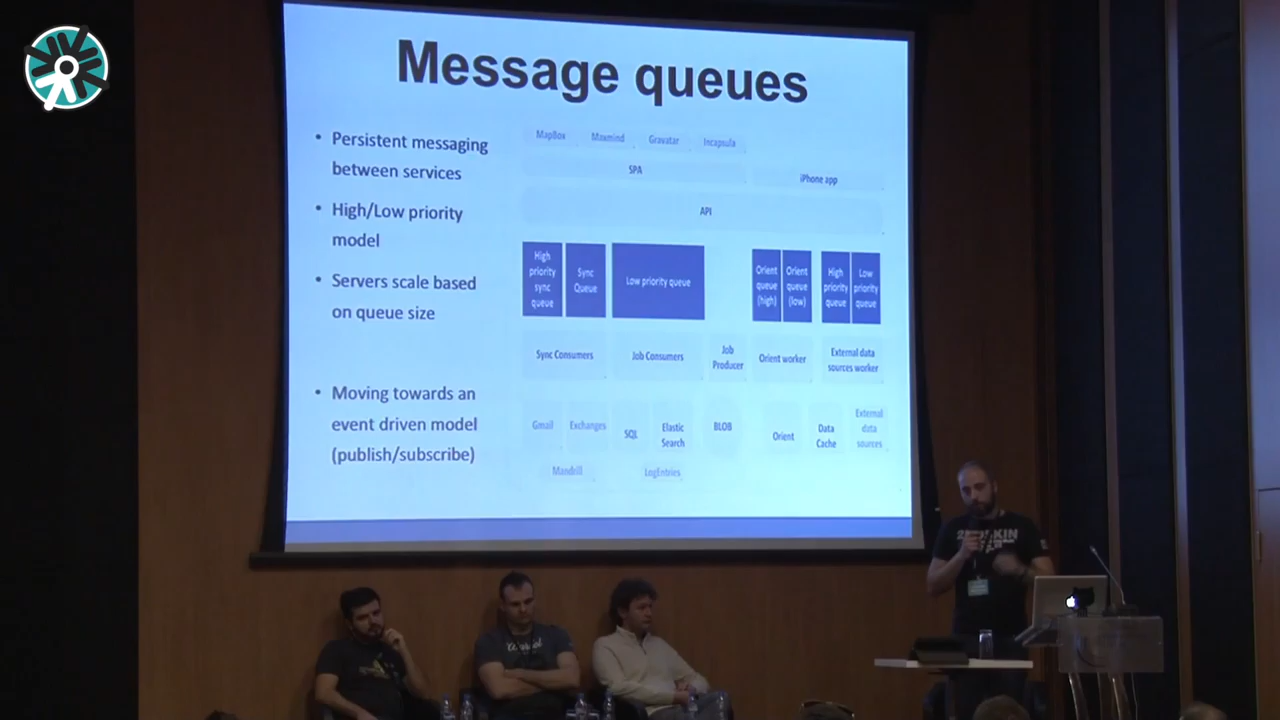 Message queues
• Persistent messaging
between services
• High/Low priority
model
• Servers scale based
on queue size
• Moving towards an
event driven model
(publish/subscribe)
MapBox Maxmind Gravatar Incapsula
SPA
iPhone app
API
High
priority
sync
queue
Sync
Queue
Low priority queue
Orient
queue
(high)
Orient
queue
(low)
High
priority
queue
Low
priority
queue
Sync Consumers
Job Consumers
Job
Producer
Orient worker
External data
sources worker
Gmail
Exchanges
SQL
Elastic
Search
BLOB
Orient
Data
Cache
External
data
sources
Mandrill
LogEntries